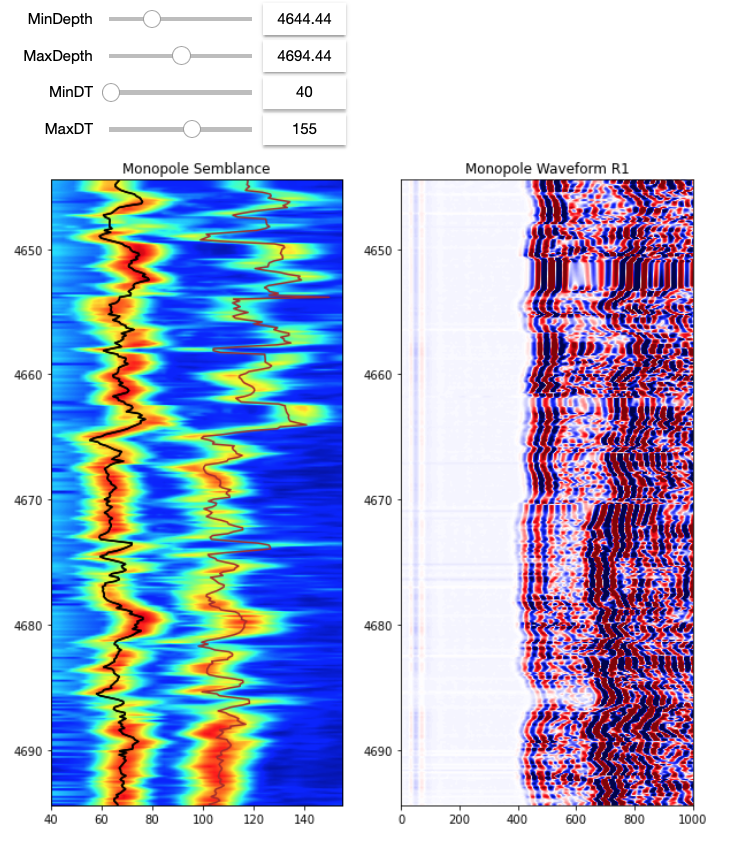 MinDepth 4644.44
MaxDepth 4694.44
MinDT 40
MaxDT 155
Monopole Semblance Monopole Waveform R1
4650 4650
4660 4660
4670 4670
4680 4680
4690 4690
40 60 80 100 120 140 0 200 400 600 800 1000